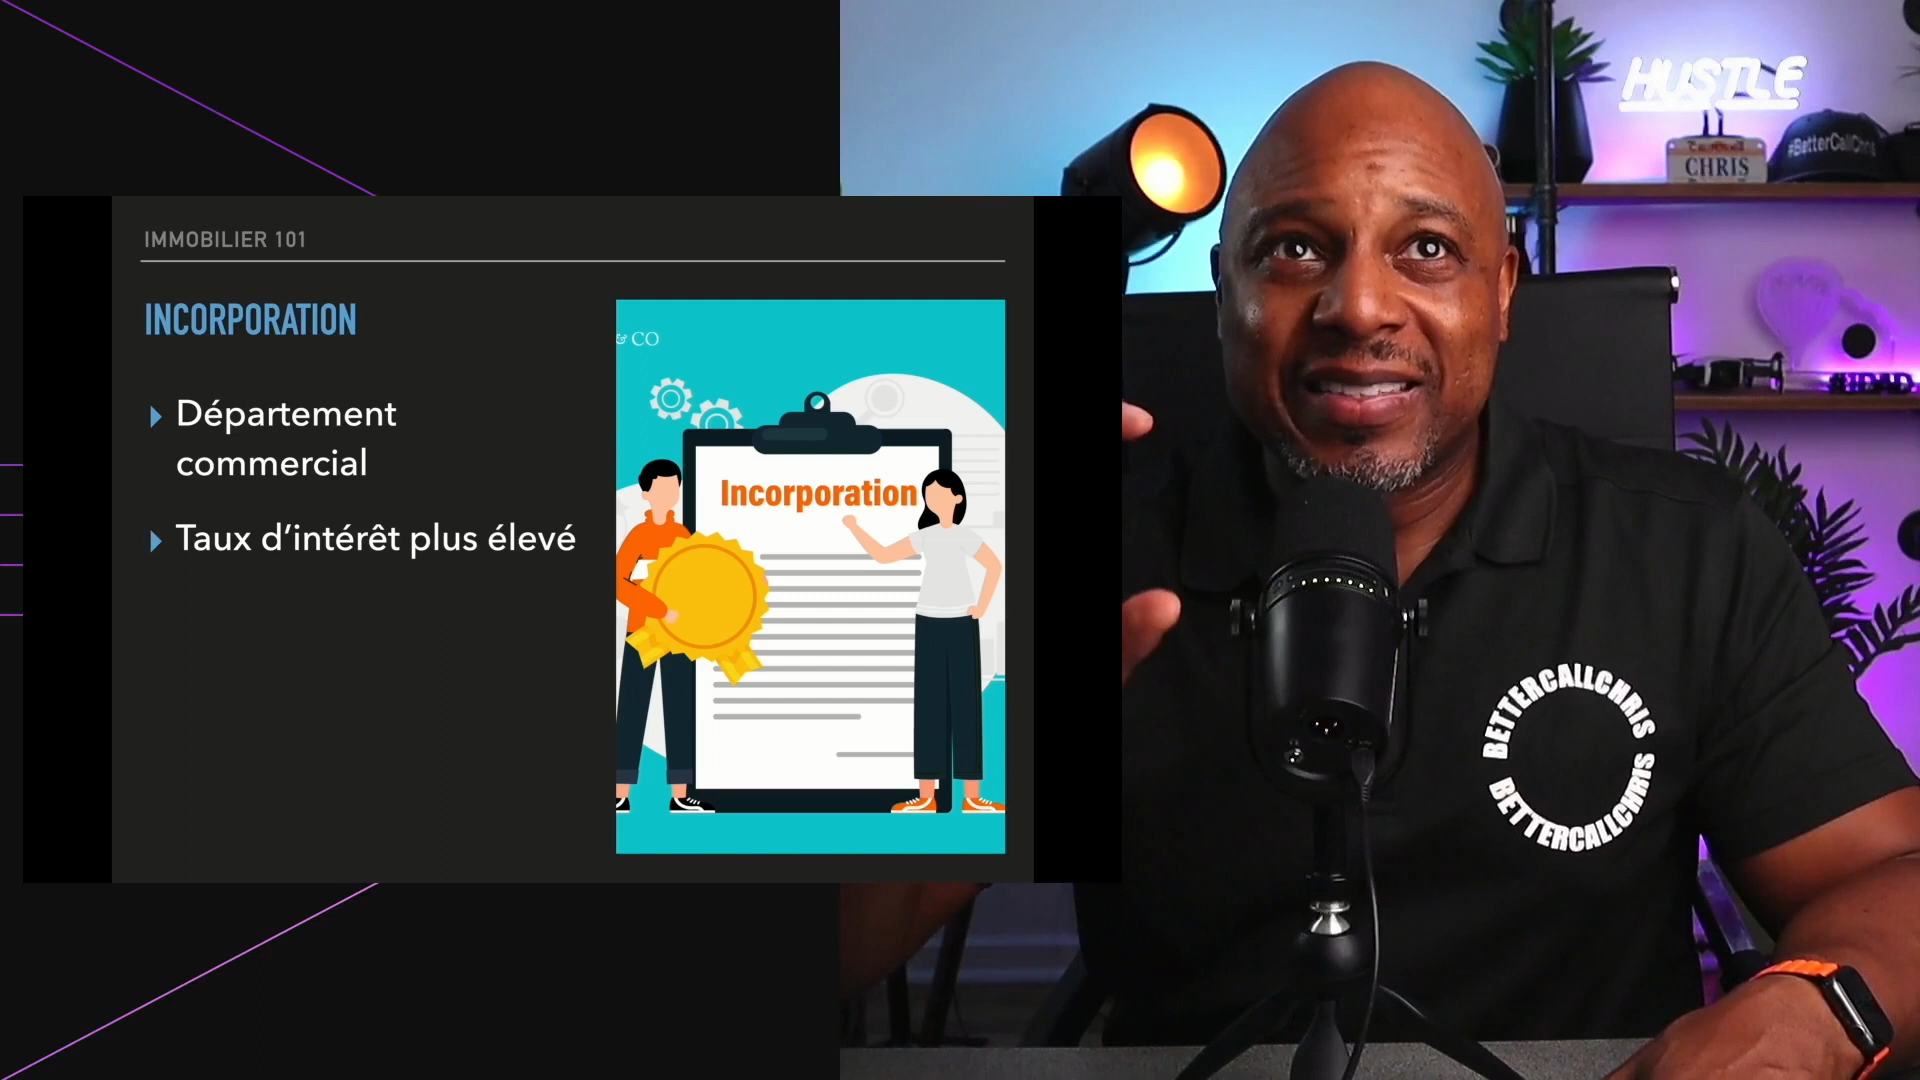 IMMOBILIER 101
INCORPORATION
Département
commercial
Taux d’intérêt plus élevé
& CO
Incorporation
HUSTLE
CHRIS
#BetterCallChris
BETTERCALLCHRIS
BETTERCALLCHRIS